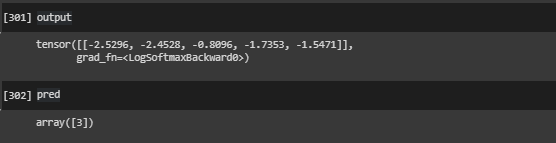 [301] output
tensor([[-2.5296, -2.4528, -0.8096, -1.7353, -1.5471]],
grad_fn=<LogSoftmaxBackward0>)
[302] pred
array([3])